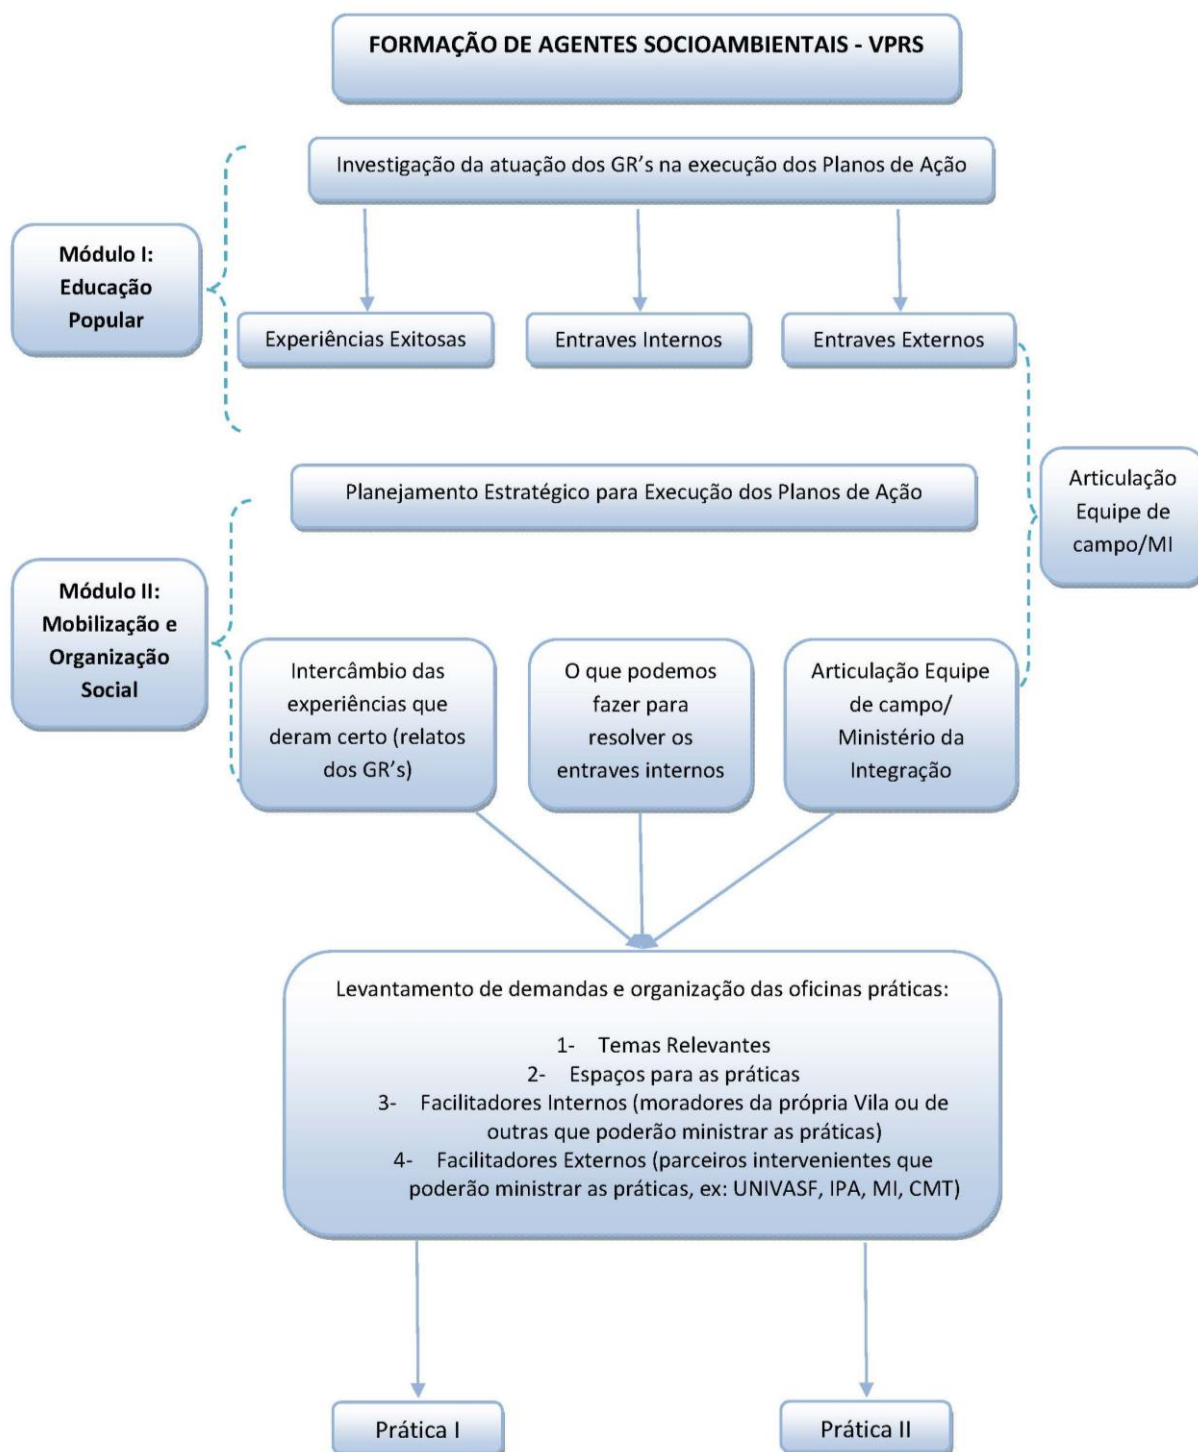 FORMAÇÃO DE AGENTES SOCIOAMBIENTAIS - VPRS
Investigação da atuação dos GR’s na execução dos Planos de Ação
Módulo I:
Educação
Popular
Experiências Exitosas
Entraves Internos
Entraves Externos
Articulação
Equipe de
campo/MI
Planejamento Estratégico para Execução dos Planos de Ação
Módulo II:
Mobilização e
Organização
Social
Intercâmbio das
experiências que
deram certo (relatos
dos GR’s)
O que podemos
fazer para
resolver os
entraves internos
Articulação Equipe
de campo/
Ministério da
Integração
Levantamento de demandas e organização das oficinas práticas:
1- Temas Relevantes
2- Espaços para as práticas
3- Facilitadores Internos (moradores da própria Vila ou de
outras que poderão ministrar as práticas)
4- Facilitadores Externos (parceiros intervenientes que
poderão ministrar as práticas, ex: UNIVASF, IPA, MI, CMT)
Prática I
Prática II